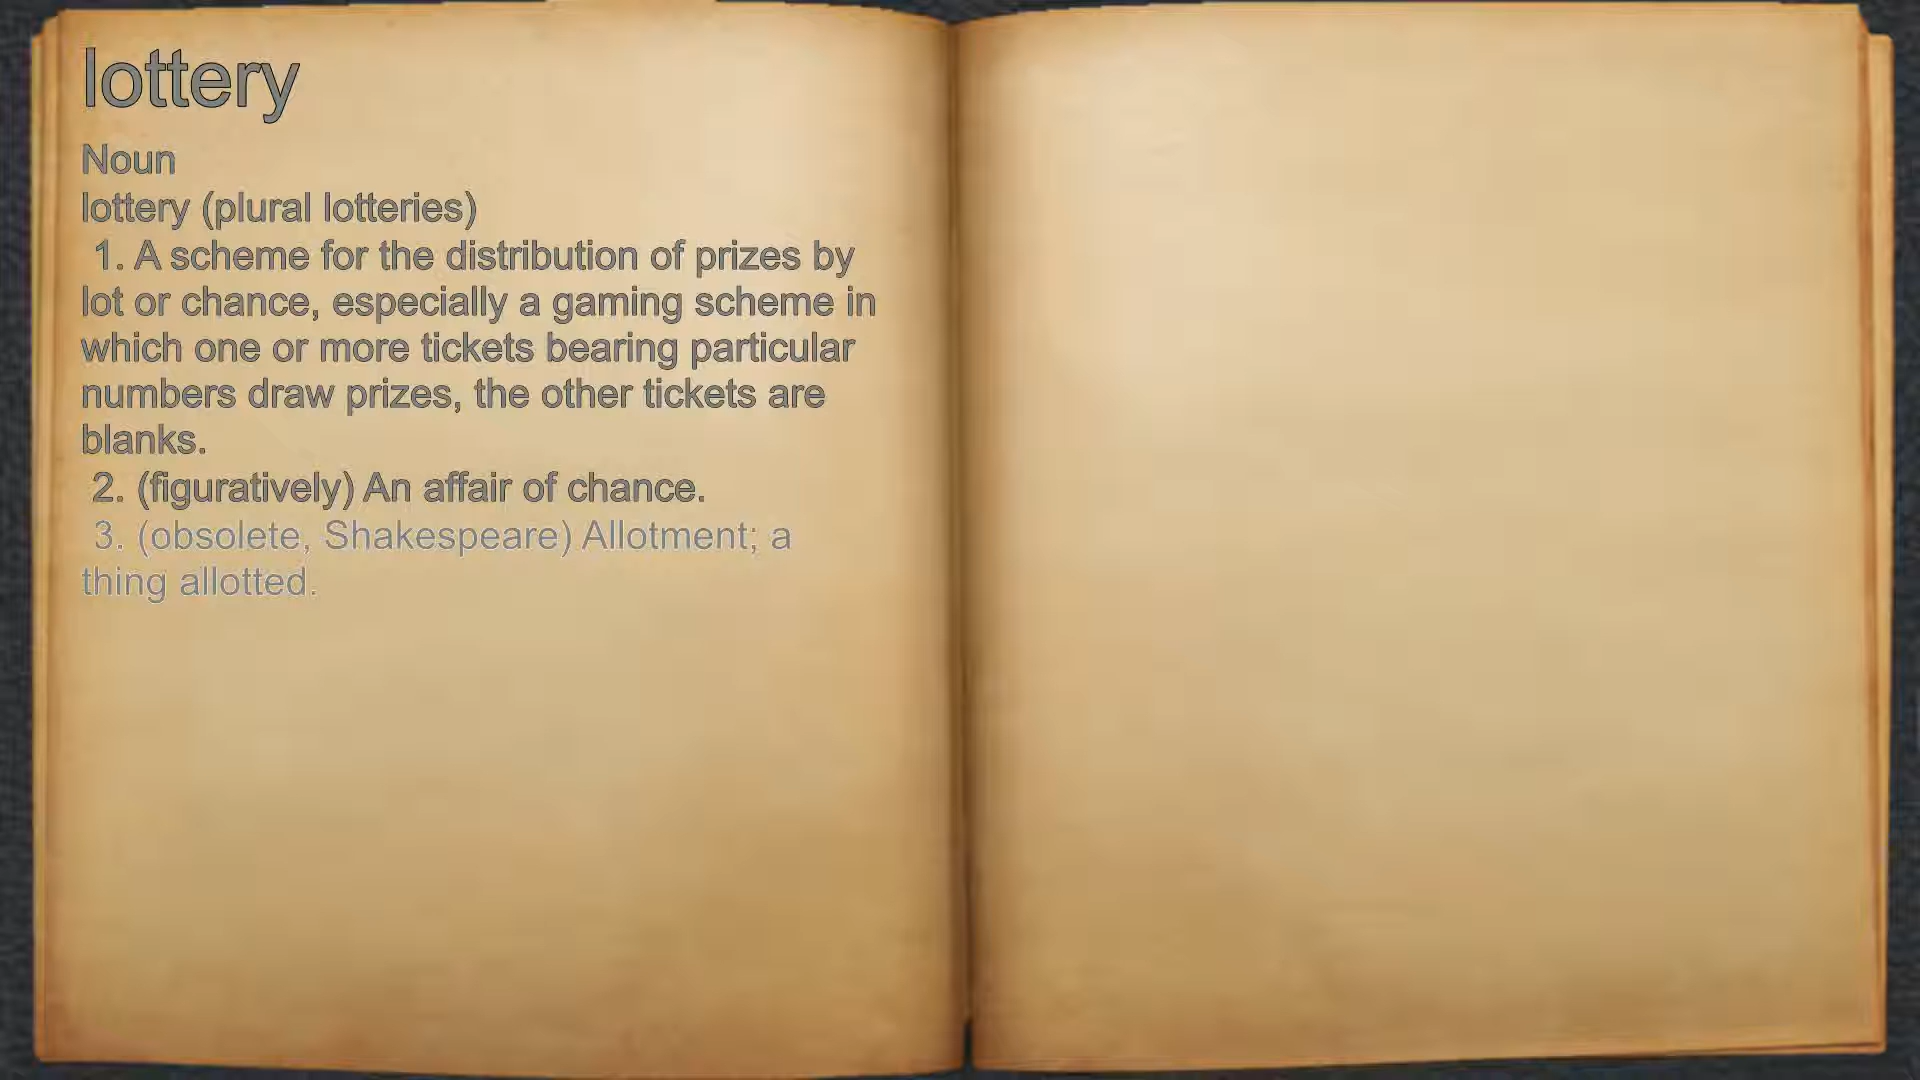 lottery
Noun
lottery (plural lotteries)
1. A scheme for the distribution of prizes by
lot or chance, especially a gaming scheme in
which one or more tickets bearing particular
numbers draw prizes, the other tickets are
blanks.
2. (figuratively) An affair of chance.
3. (obsolete, Shakespeare) Allotment; a
thing allotted.